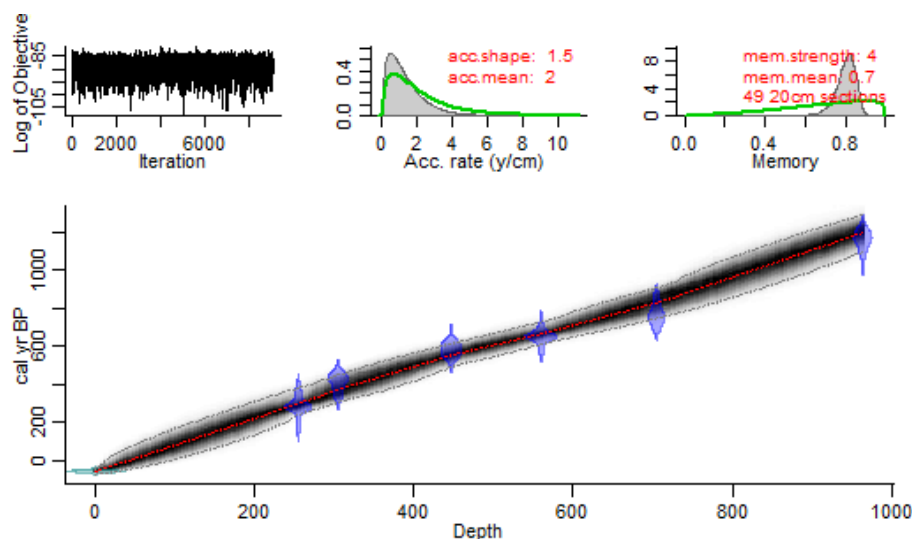 Log of Objective
-85
-105
0
2000
6000
Iteration
0.4
0.0
acc.shape: 1.5
acc.mean: 2
0 2 4 6 8 10
Acc. rate (y/cm)
8
4
0
mem.strength: 4
mem.mean: 0.7
49 20cm sections
0.0 0.4 0.8
Memory
cal yr BP
1000
600
200
0
0 200 400 600 800 1000
Depth